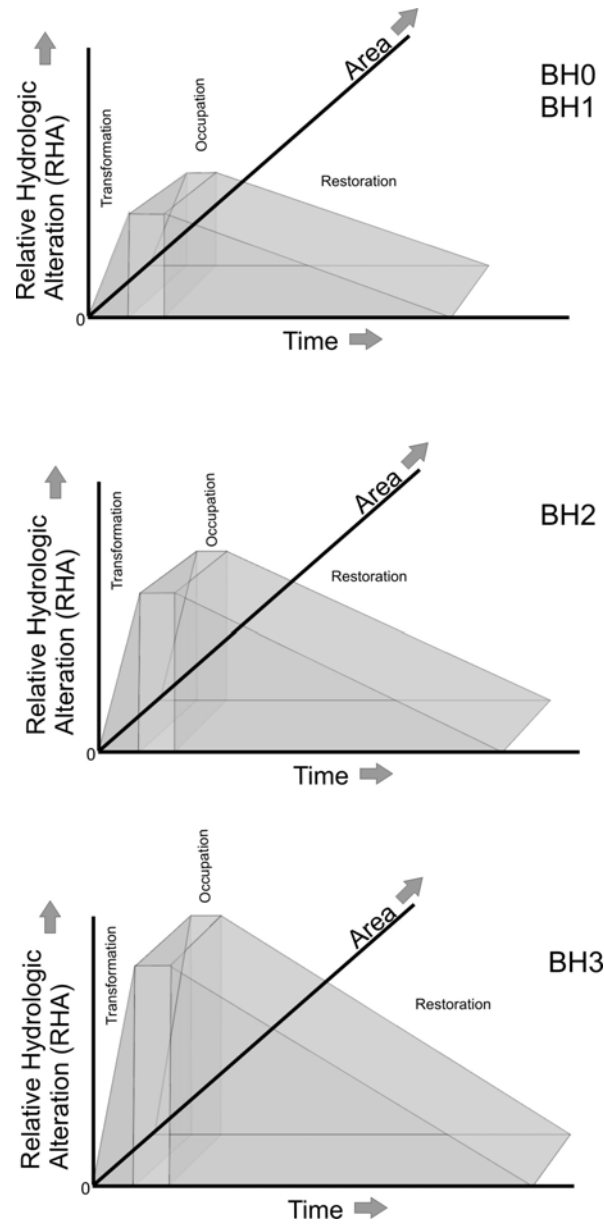 Area
BH0
BH1
Relative Hydrologic
Alteration (RHA)
Transformation
Occupation
Restoration
0
Time
Area
BH2
Relative Hydrologic
Alteration (RHA)
Transformation
Occupation
Restoration
0
Time
Area
BH3
Relative Hydrologic
Alteration (RHA)
Transformation
Occupation
Restoration
0
Time